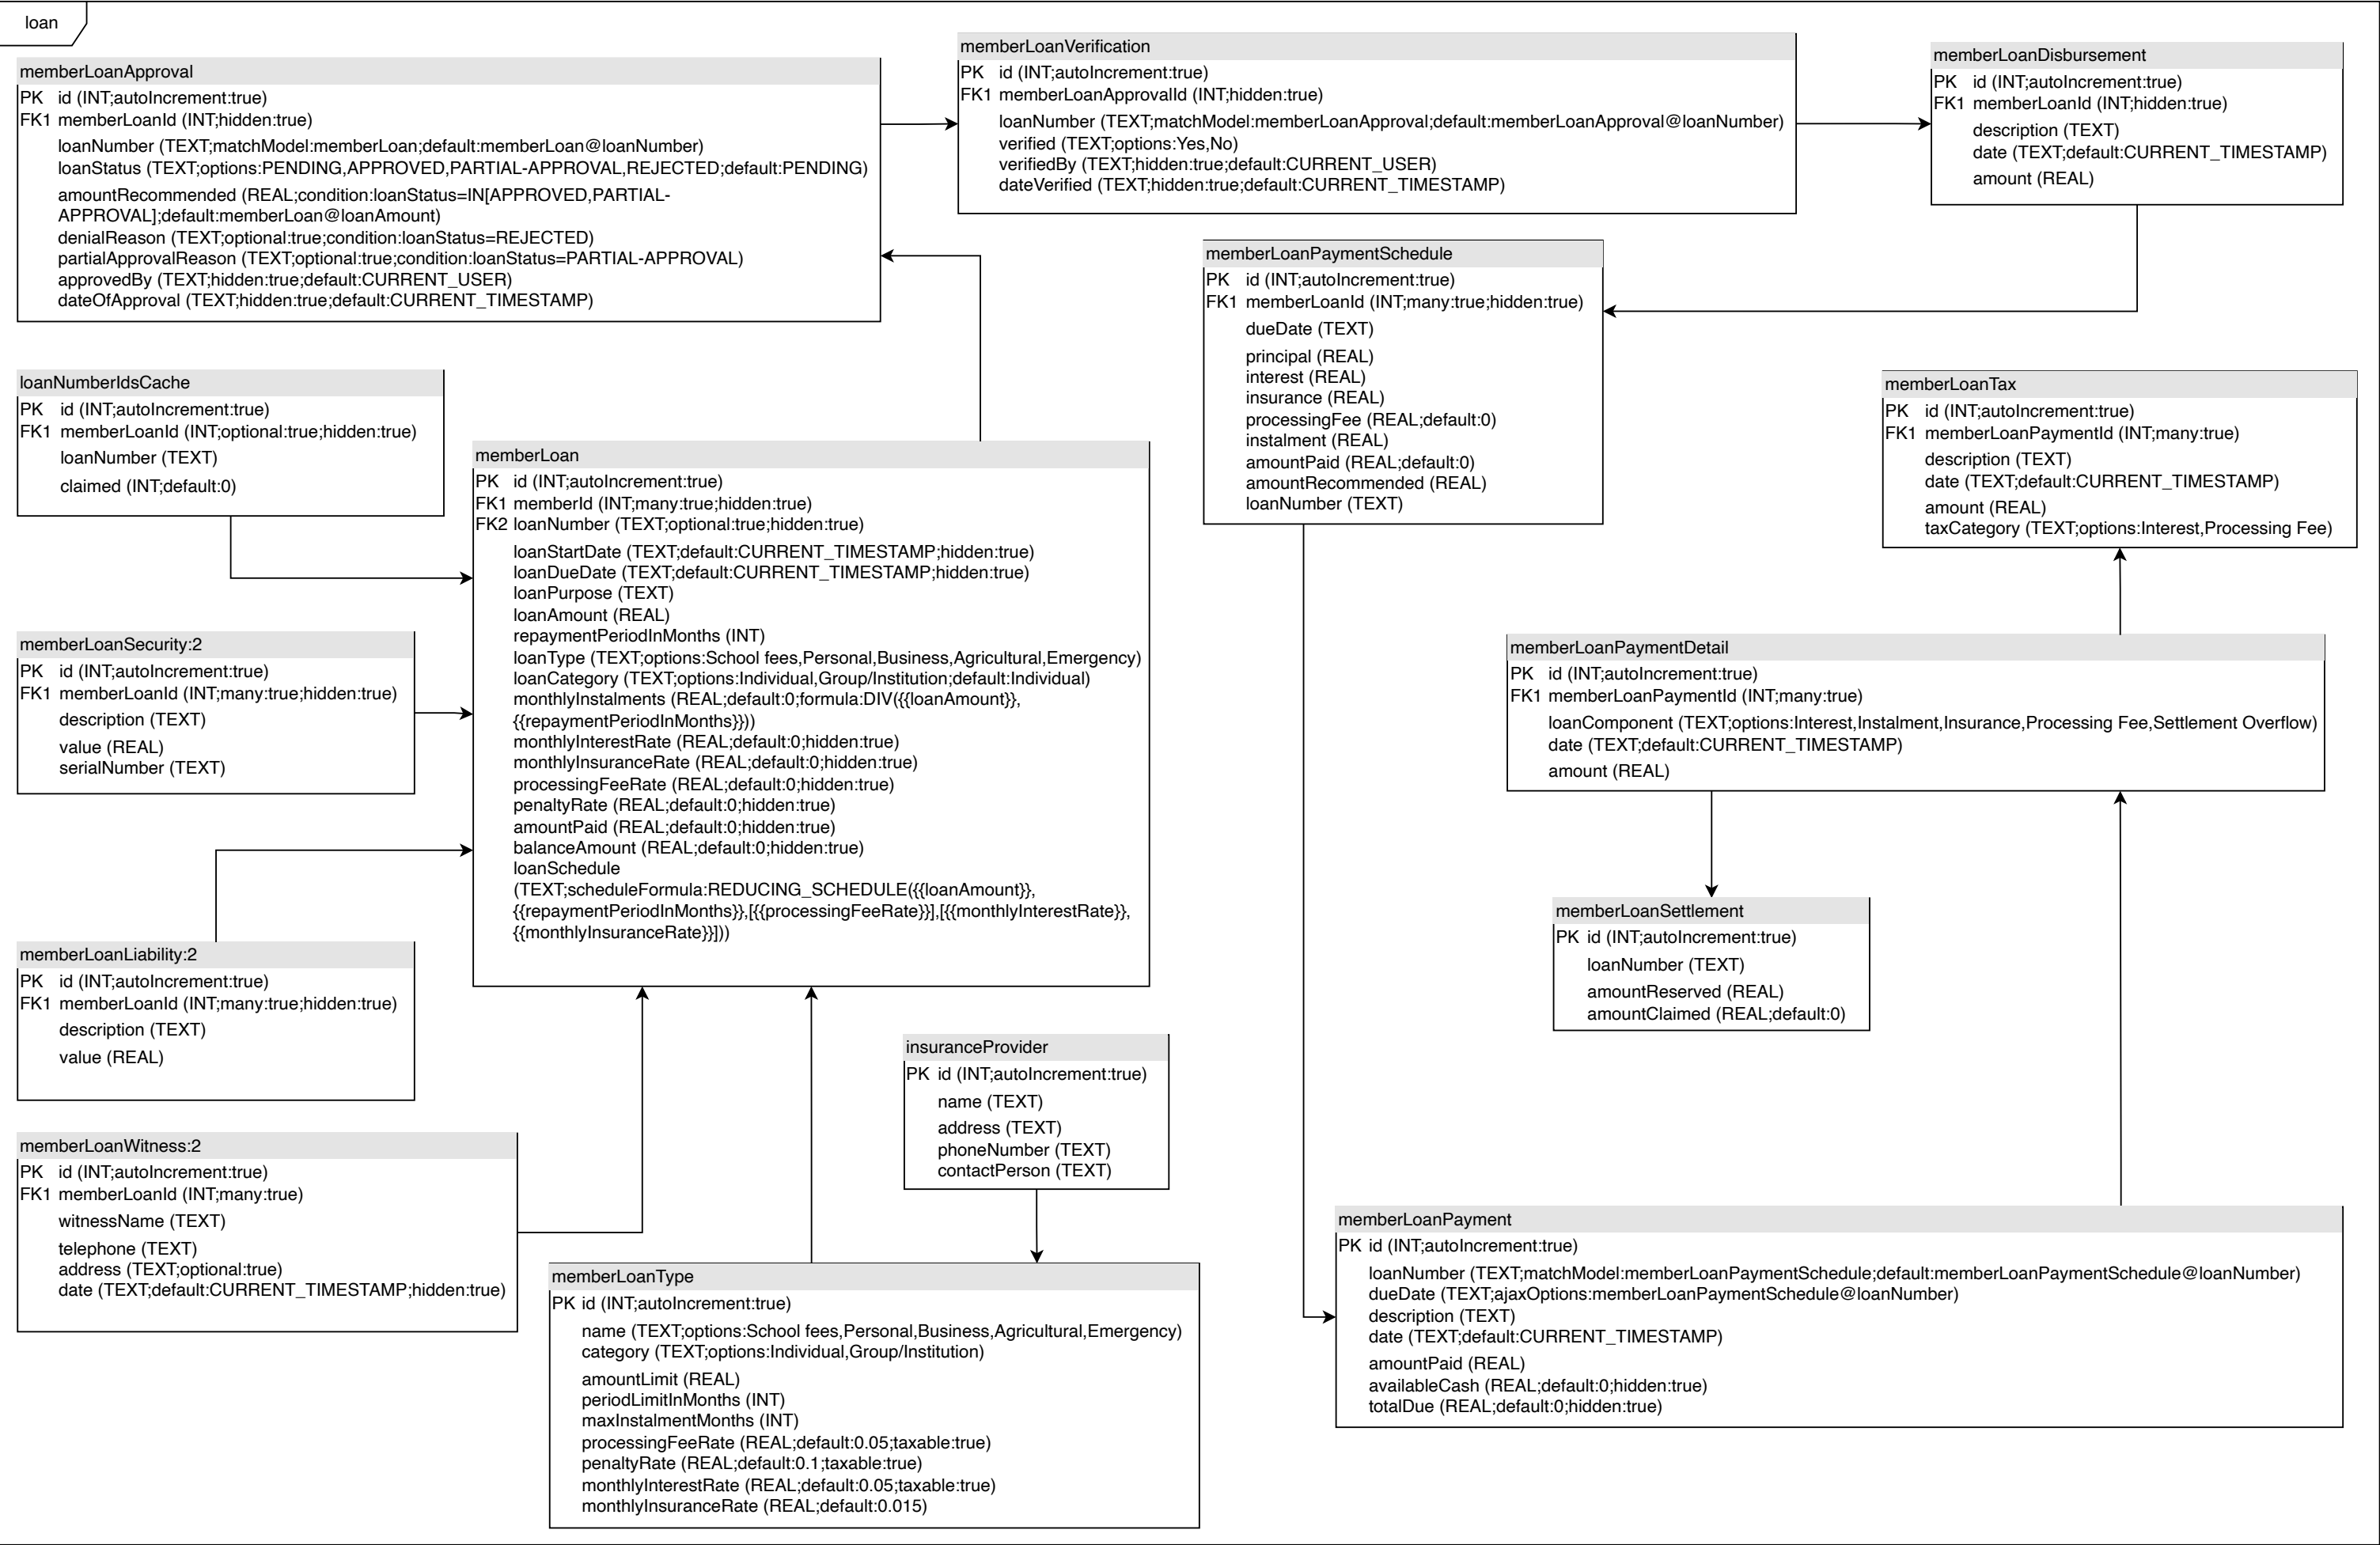 loan
memberLoanApproval
PK id (INT;autoIncrement:true)
FK1 memberLoanId (INT;hidden:true)
loanNumber (TEXT;matchModel:memberLoan;default:memberLoan@loanNumber)
loanStatus (TEXT;options:PENDING,APPROVED,PARTIAL-APPROVAL,REJECTED;default:PENDING)
amountRecommended (REAL;condition:loanStatus=IN[APPROVED,PARTIAL-
APPROVAL];default:memberLoan@loanAmount)
denialReason (TEXT;optional:true;condition:loanStatus=REJECTED)
partialApprovalReason (TEXT;optional:true;condition:loanStatus=PARTIAL-APPROVAL)
approvedBy (TEXT;hidden:true;default:CURRENT_USER)
dateOfApproval (TEXT;hidden:true;default:CURRENT_TIMESTAMP)
memberLoanVerification
PK id (INT;autoIncrement:true)
FK1 memberLoanApprovalId (INT;hidden:true)
loanNumber (TEXT;matchModel:memberLoanApproval;default:memberLoanApproval@loanNumber)
verified (TEXT;options:Yes,No)
verifiedBy (TEXT;hidden:true;default:CURRENT_USER)
dateVerified (TEXT;hidden:true;default:CURRENT_TIMESTAMP)
memberLoanDisbursement
PK id (INT;autoIncrement:true)
FK1 memberLoanId (INT;hidden:true)
description (TEXT)
date (TEXT;default:CURRENT_TIMESTAMP)
amount (REAL)
memberLoanPaymentSchedule
PK id (INT;autoIncrement:true)
FK1 memberLoanId (INT;many:true;hidden:true)
dueDate (TEXT)
principal (REAL)
interest (REAL)
insurance (REAL)
processingFee (REAL;default:0)
instalment (REAL)
amountPaid (REAL;default:0)
amountRecommended (REAL)
loanNumber (TEXT)
loanNumberIdsCache
PK id (INT;autoIncrement:true)
FK1 memberLoanId (INT;optional:true;hidden:true)
loanNumber (TEXT)
claimed (INT;default:0)
memberLoanTax
PK id (INT;autoIncrement:true)
FK1 memberLoanPaymentId (INT;many:true)
description (TEXT)
date (TEXT;default:CURRENT_TIMESTAMP)
amount (REAL)
taxCategory (TEXT;options:Interest,Processing Fee)
memberLoan
PK id (INT;autoIncrement:true)
FK1 memberId (INT;many:true;hidden:true)
FK2 loanNumber (TEXT;optional:true;hidden:true)
loanStartDate (TEXT;default:CURRENT_TIMESTAMP;hidden:true)
loanDueDate (TEXT;default:CURRENT_TIMESTAMP;hidden:true)
loanPurpose (TEXT)
loanAmount (REAL)
repaymentPeriodInMonths (INT)
loanType (TEXT;options:School fees,Personal,Business,Agricultural,Emergency)
loanCategory (TEXT;options:Individual,Group/Institution;default:Individual)
monthlyInstalments (REAL;default:0;formula:DIV({{loanAmount}},
{{repaymentPeriodInMonths}}))
monthlyInterestRate (REAL;default:0;hidden:true)
monthlyInsuranceRate (REAL;default:0;hidden:true)
processingFeeRate (REAL;default:0;hidden:true)
penaltyRate (REAL;default:0;hidden:true)
amountPaid (REAL;default:0;hidden:true)
balanceAmount (REAL;default:0;hidden:true)
loanSchedule
(TEXT;scheduleFormula:REDUCING_SCHEDULE({{loanAmount}},
{{repaymentPeriodInMonths}},[{{processingFeeRate}}],[{{monthlyInterestRate}},
{{monthlyInsuranceRate}}]))
memberLoanSecurity:2
PK id (INT;autoIncrement:true)
FK1 memberLoanId (INT;many:true;hidden:true)
description (TEXT)
value (REAL)
serialNumber (TEXT)
memberLoanPaymentDetail
PK id (INT;autoIncrement:true)
FK1 memberLoanPaymentId (INT;many:true)
loanComponent (TEXT;options:Interest,Instalment,Insurance,Processing Fee,Settlement Overflow)
date (TEXT;default:CURRENT_TIMESTAMP)
amount (REAL)
memberLoanSettlement
PK id (INT;autoIncrement:true)
loanNumber (TEXT)
amountReserved (REAL)
amountClaimed (REAL;default:0)
memberLoanLiability:2
PK id (INT;autoIncrement:true)
FK1 memberLoanId (INT;many:true;hidden:true)
description (TEXT)
value (REAL)
insuranceProvider
PK id (INT;autoIncrement:true)
name (TEXT)
address (TEXT)
phoneNumber (TEXT)
contactPerson (TEXT)
memberLoanWitness:2
PK id (INT;autoIncrement:true)
FK1 memberLoanId (INT;many:true)
witnessName (TEXT)
telephone (TEXT)
address (TEXT;optional:true)
date (TEXT;default:CURRENT_TIMESTAMP;hidden:true)
memberLoanType
PK id (INT;autoIncrement:true)
name (TEXT;options:School fees,Personal,Business,Agricultural,Emergency)
category (TEXT;options:Individual,Group/Institution)
amountLimit (REAL)
periodLimitInMonths (INT)
maxInstalmentMonths (INT)
processingFeeRate (REAL;default:0.05;taxable:true)
penaltyRate (REAL;default:0.1;taxable:true)
monthlyInterestRate (REAL;default:0.05;taxable:true)
monthlyInsuranceRate (REAL;default:0.015)
memberLoanPayment
PK id (INT;autoIncrement:true)
loanNumber (TEXT;matchModel:memberLoanPaymentSchedule;default:memberLoanPaymentSchedule@loanNumber)
dueDate (TEXT;ajaxOptions:memberLoanPaymentSchedule@loanNumber)
description (TEXT)
date (TEXT;default:CURRENT_TIMESTAMP)
amountPaid (REAL)
availableCash (REAL;default:0;hidden:true)
totalDue (REAL;default:0;hidden:true)